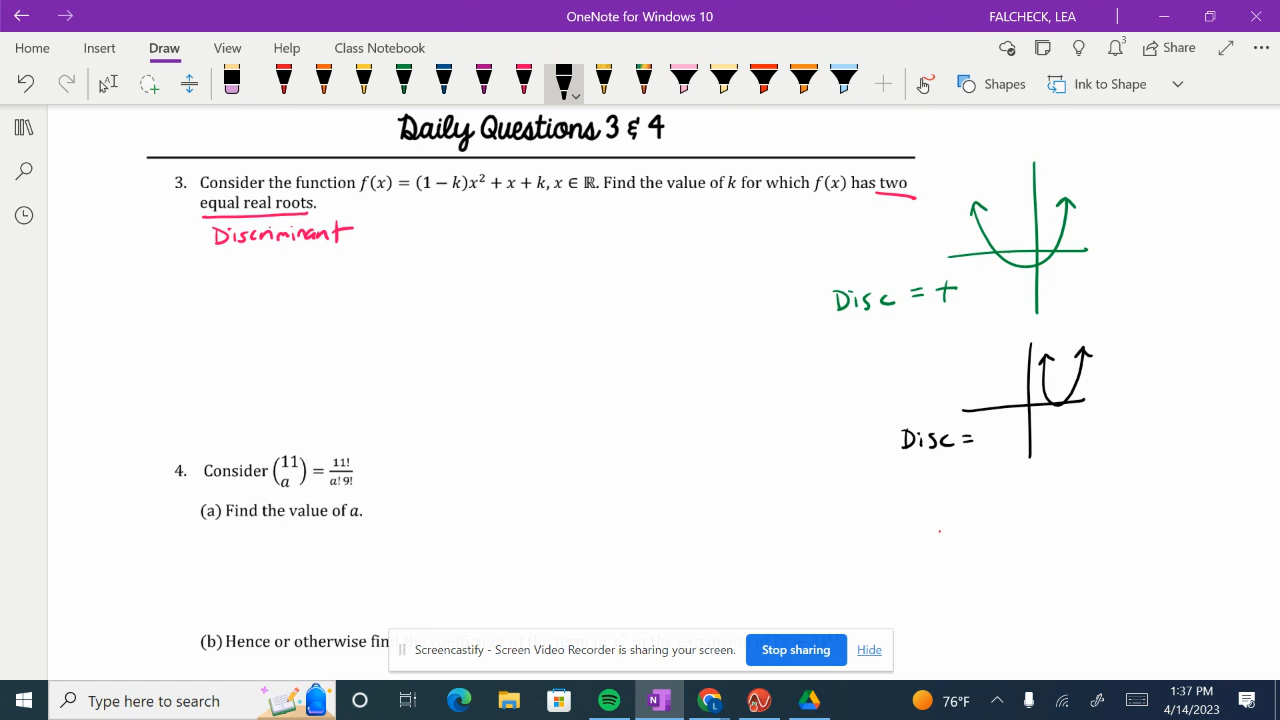 OneNote for Windows 10
FALCHECK, LEA
Home Insert Draw View Help Class Notebook
3
Share
Shapes
Ink to Shape
Daily Questions 3 & 4
3. Consider the function f(x) = (1 − k)x² + x + k, x ∈ ℝ. Find the value of k for which f(x) has two
equal real roots.
Discriminant
Disc = +
Disc =
4. Consider (11 a) = 11!/a! 9!
(a) Find the value of a.
(b) Hence or otherwise find
Screencastify - Screen Video Recorder is sharing your screen.
Stop sharing
Hide
Type here to search
76°F
1:37 PM
4/14/2023